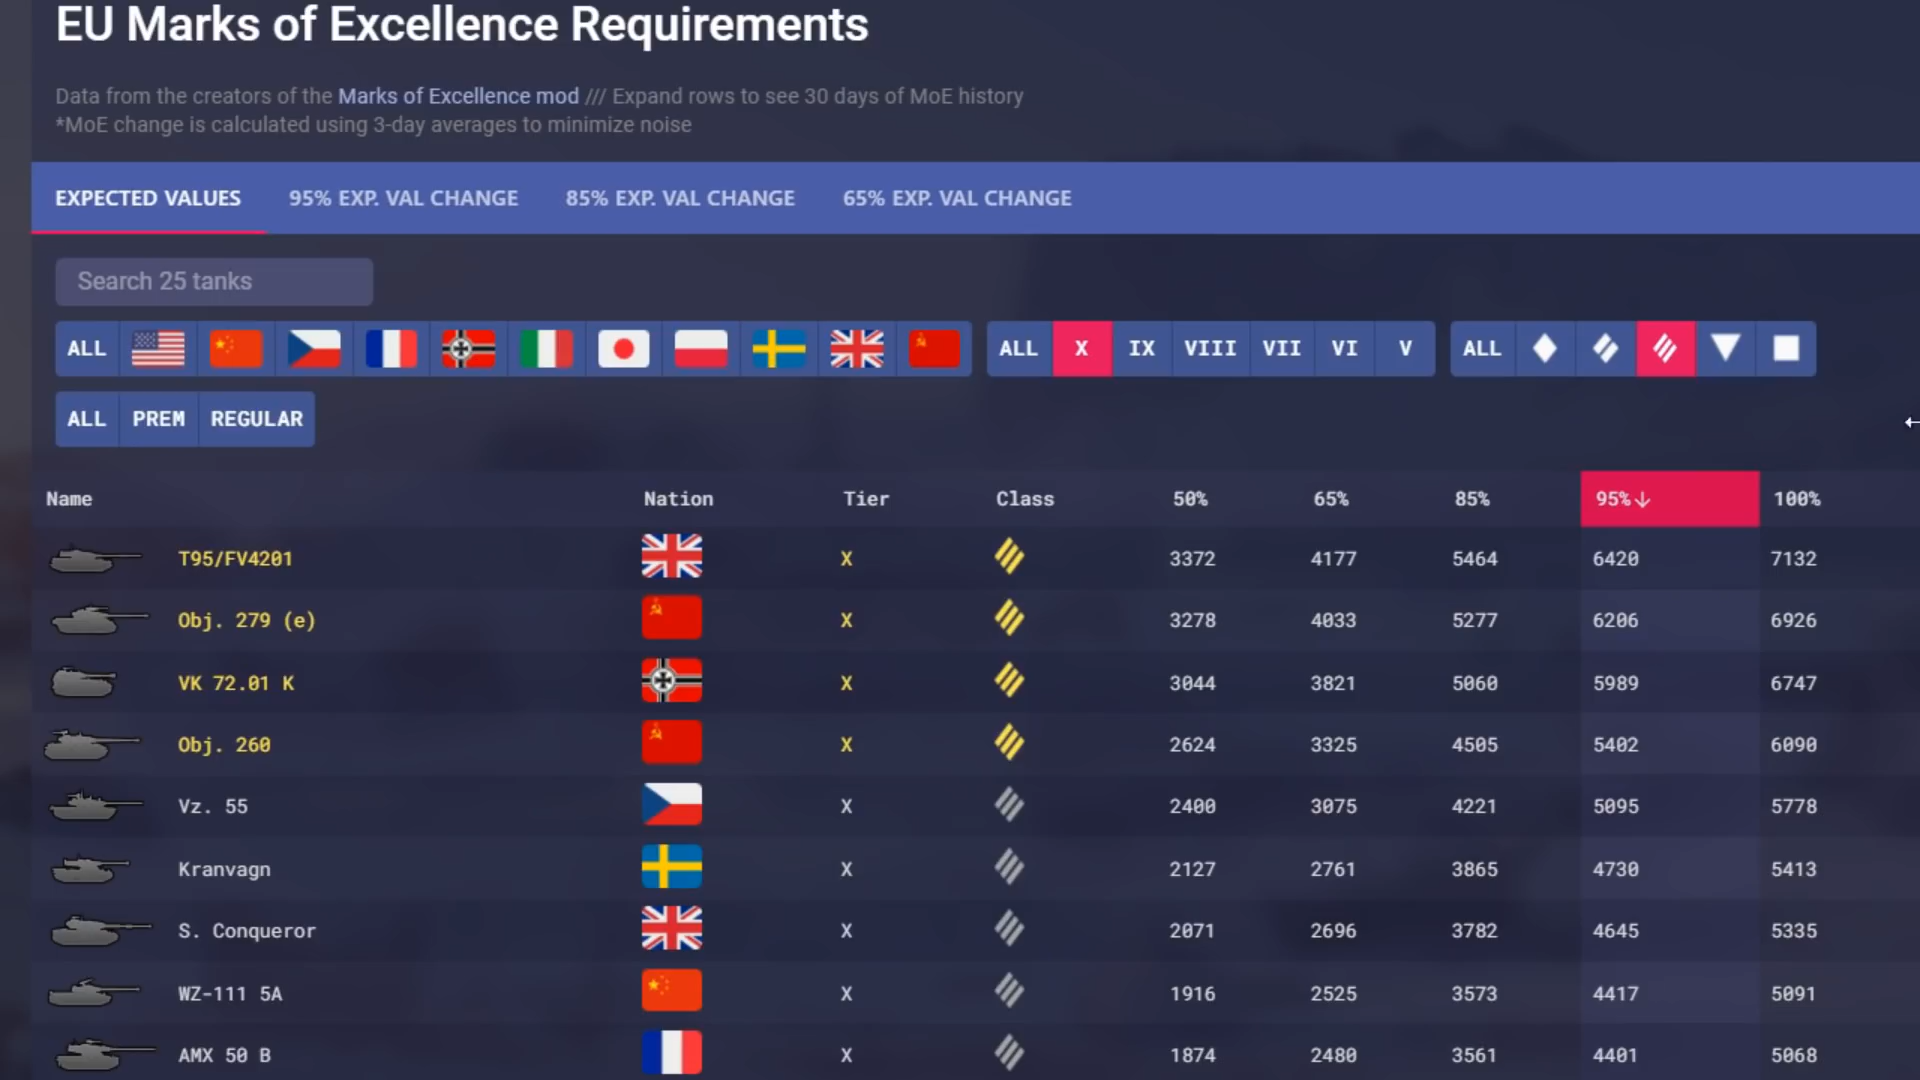 EU Marks of Excellence Requirements
Data from the creators of the Marks of Excellence mod /// Expand rows to see 30 days of MoE history
*MoE change is calculated using 3-day averages to minimize noise
EXPECTED VALUES 95% EXP. VAL CHANGE 85% EXP. VAL CHANGE 65% EXP. VAL CHANGE
Search 25 tanks
ALL ALL X IX VIII VII VI V ALL
ALL PREM REGULAR
Name Nation Tier Class 50% 65% 85% 95%↓ 100%
T95/FV4201 X 3372 4177 5464 6420 7132
Obj. 279 (e) X 3278 4033 5277 6206 6926
VK 72.01 K X 3044 3821 5060 5989 6747
Obj. 260 X 2624 3325 4505 5402 6090
Vz. 55 X 2400 3075 4221 5095 5778
Kranvagn X 2127 2761 3865 4730 5413
S. Conqueror X 2071 2696 3782 4645 5335
WZ-111 5A X 1916 2525 3573 4417 5091
AMX 50 B X 1874 2480 3561 4401 5068